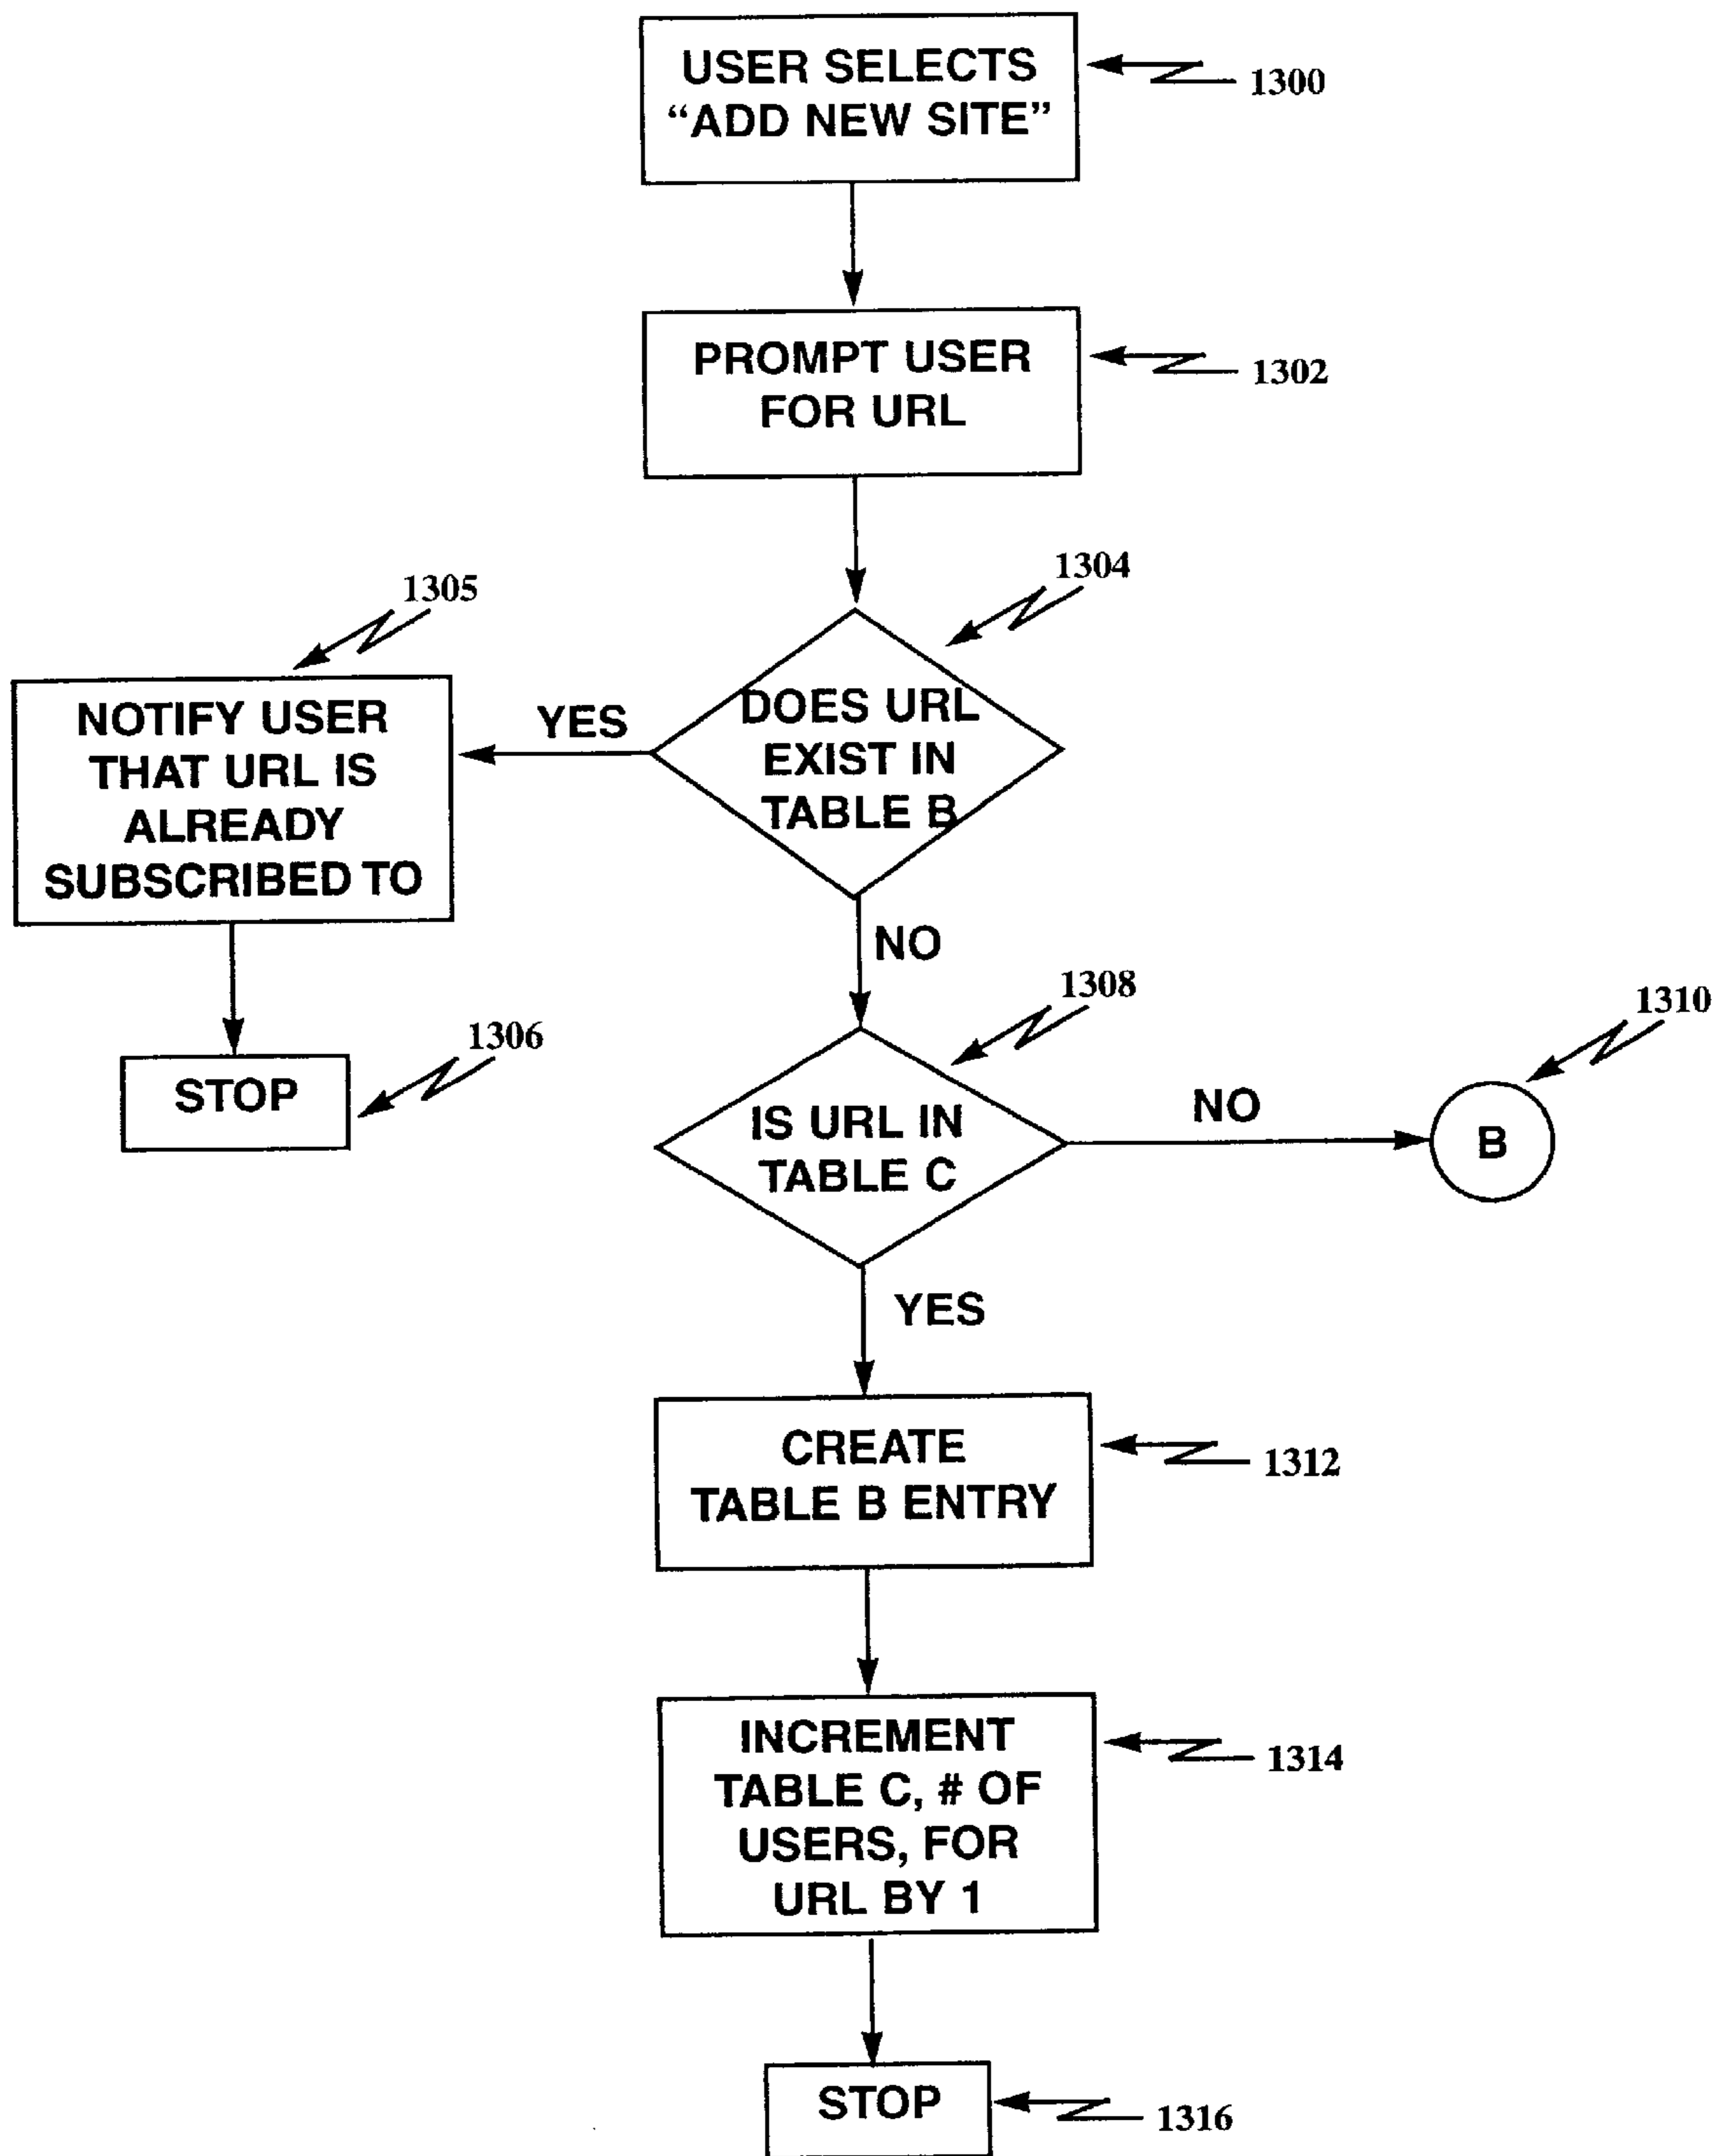 USER SELECTS
“ADD NEW SITE”
1300
PROMPT USER
FOR URL
1302
1304
1305
DOES URL
EXIST IN
TABLE B
YES
NOTIFY USER
THAT URL IS
ALREADY
SUBSCRIBED TO
NO
1306
STOP
1308
1310
IS URL IN
TABLE C
NO
B
YES
CREATE
TABLE B ENTRY
1312
INCREMENT
TABLE C, # OF
USERS, FOR
URL BY 1
1314
STOP
1316